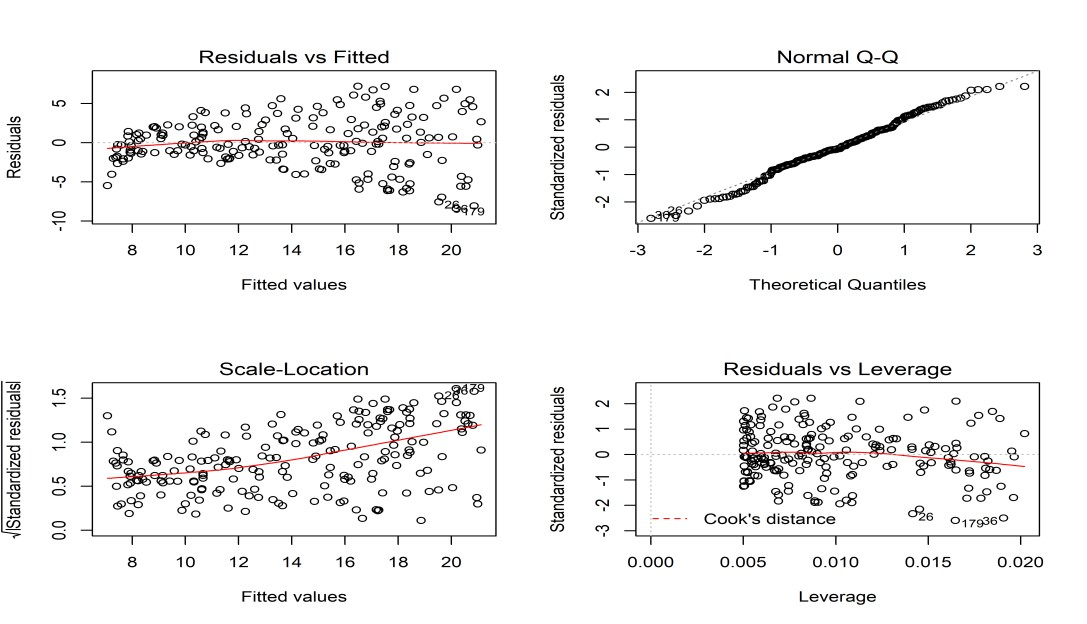 Residuals vs Fitted
Residuals
5
0
-5
-10
26
36
179
8 10 12 14 16 18 20
Fitted values
Normal Q-Q
Standardized residuals
2
1
0
-1
-2
26
36
179
-3 -2 -1 0 1 2 3
Theoretical Quantiles
Scale-Location
√|Standardized residuals|
1.5
1.0
0.5
0.0
36
179
26
8 10 12 14 16 18 20
Fitted values
Residuals vs Leverage
Standardized residuals
2
1
0
-1
-2
-3
Cook's distance
26
179
36
0.000 0.005 0.010 0.015 0.020
Leverage